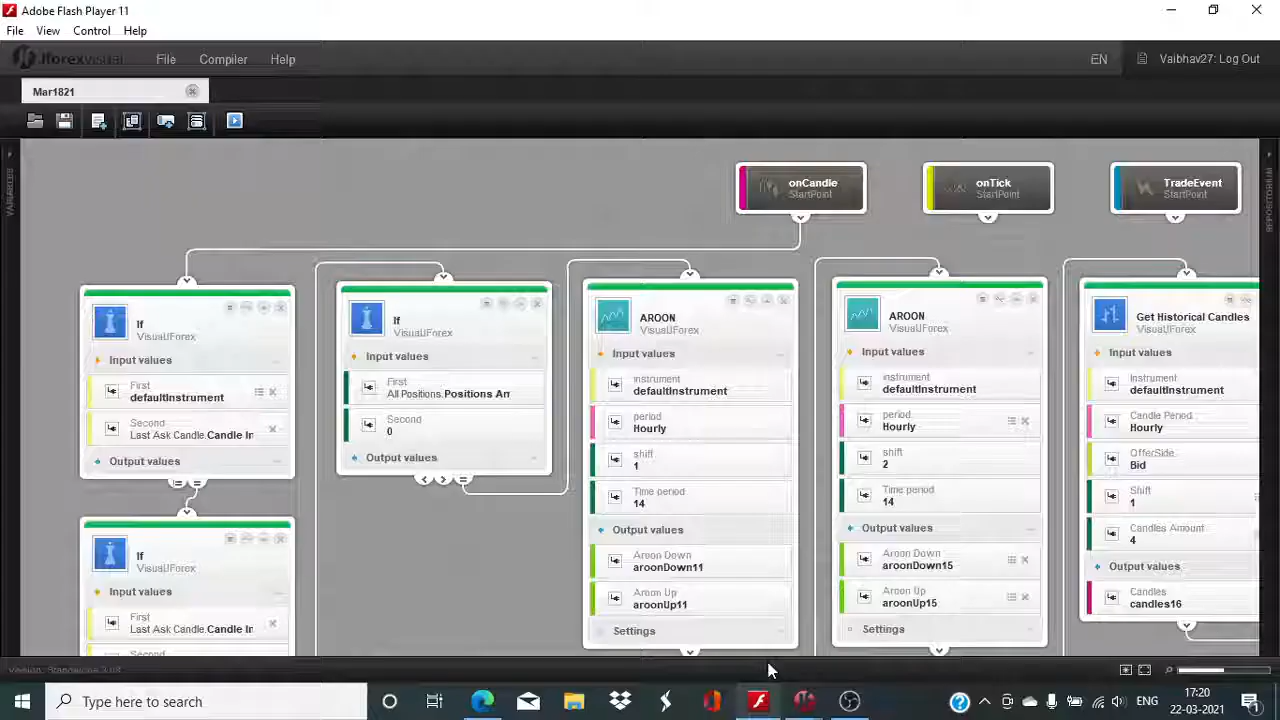 Adobe Flash Player 11
File View Control Help
Jforexvisual File Compiler Help EN Vaibhav27: Log Out
Mar1821
VARIABLES
REPOSITORIUM
onCandle
StartPoint
onTick
StartPoint
TradeEvent
StartPoint
If
VisualJForex
Input values
First
defaultInstrument
Second
Last Ask Candle.Candle In
Output values
If
VisualJForex
Input values
First
Last Ask Candle.Candle In
Second
If
VisualJForex
Input values
First
All Positions.Positions Am
Second
0
Output values
AROON
VisualJForex
Input values
instrument
defaultInstrument
period
Hourly
shift
1
Time period
14
Output values
Aroon Down
aroonDown11
Aroon Up
aroonUp11
Settings
AROON
VisualJForex
Input values
instrument
defaultInstrument
period
Hourly
shift
2
Time period
14
Output values
Aroon Down
aroonDown15
Aroon Up
aroonUp15
Settings
Get Historical Candles
VisualJForex
Input values
Instrument
defaultInstrument
Candle Period
Hourly
OfferSide
Bid
Shift
1
Candles Amount
4
Output values
Candles
candles16
Type here to search
ENG
17:20
22-03-2021
1